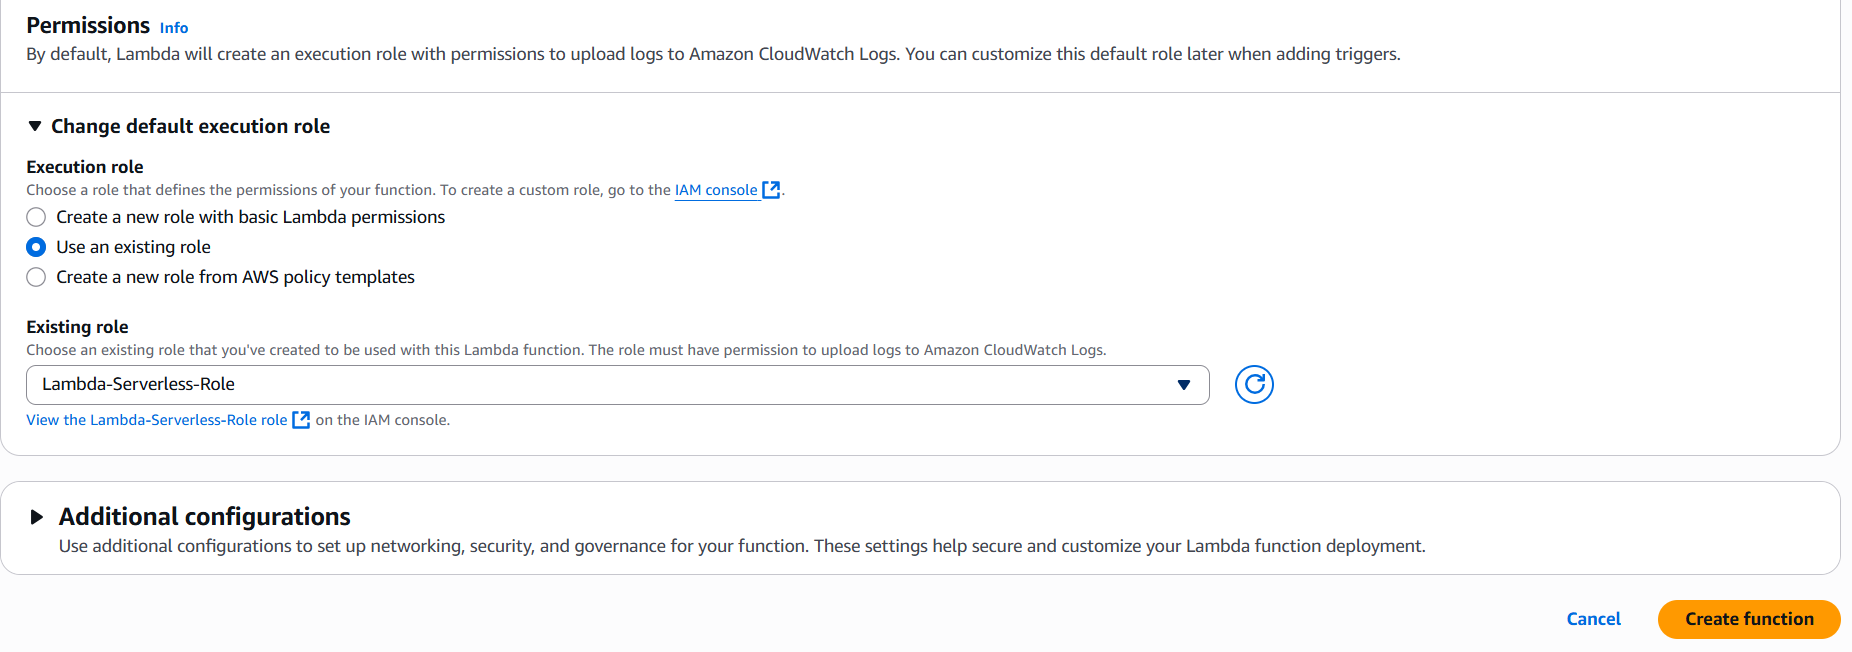 Permissions Info
By default, Lambda will create an execution role with permissions to upload logs to Amazon CloudWatch Logs. You can customize this default role later when adding triggers.
Change default execution role
Execution role
Choose a role that defines the permissions of your function. To create a custom role, go to the IAM console.
Create a new role with basic Lambda permissions
Use an existing role
Create a new role from AWS policy templates
Existing role
Choose an existing role that you've created to be used with this Lambda function. The role must have permission to upload logs to Amazon CloudWatch Logs.
Lambda-Serverless-Role
View the Lambda-Serverless-Role role on the IAM console.
Additional configurations
Use additional configurations to set up networking, security, and governance for your function. These settings help secure and customize your Lambda function deployment.
Cancel Create function